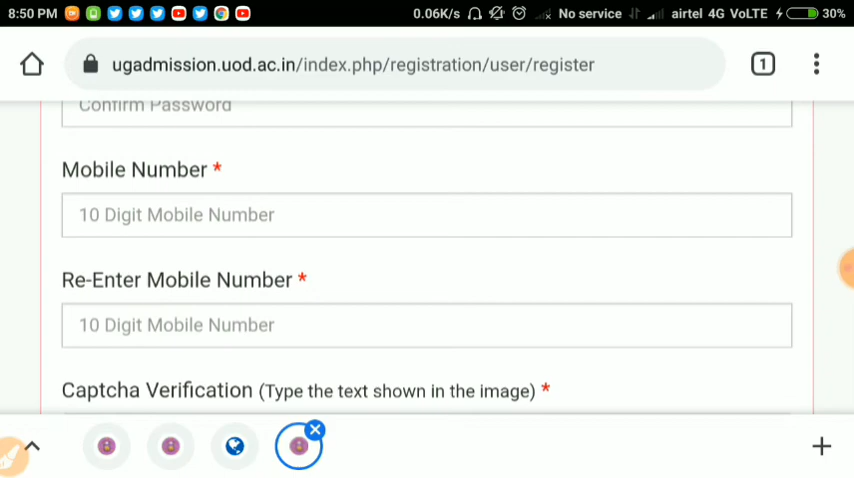 8:50 PM 0.06K/s No service airtel 4G VoLTE 30%
ugadmission.uod.ac.in/index.php/registration/user/register 1
Confirm Password
Mobile Number *
10 Digit Mobile Number
Re-Enter Mobile Number *
10 Digit Mobile Number
Captcha Verification (Type the text shown in the image) *